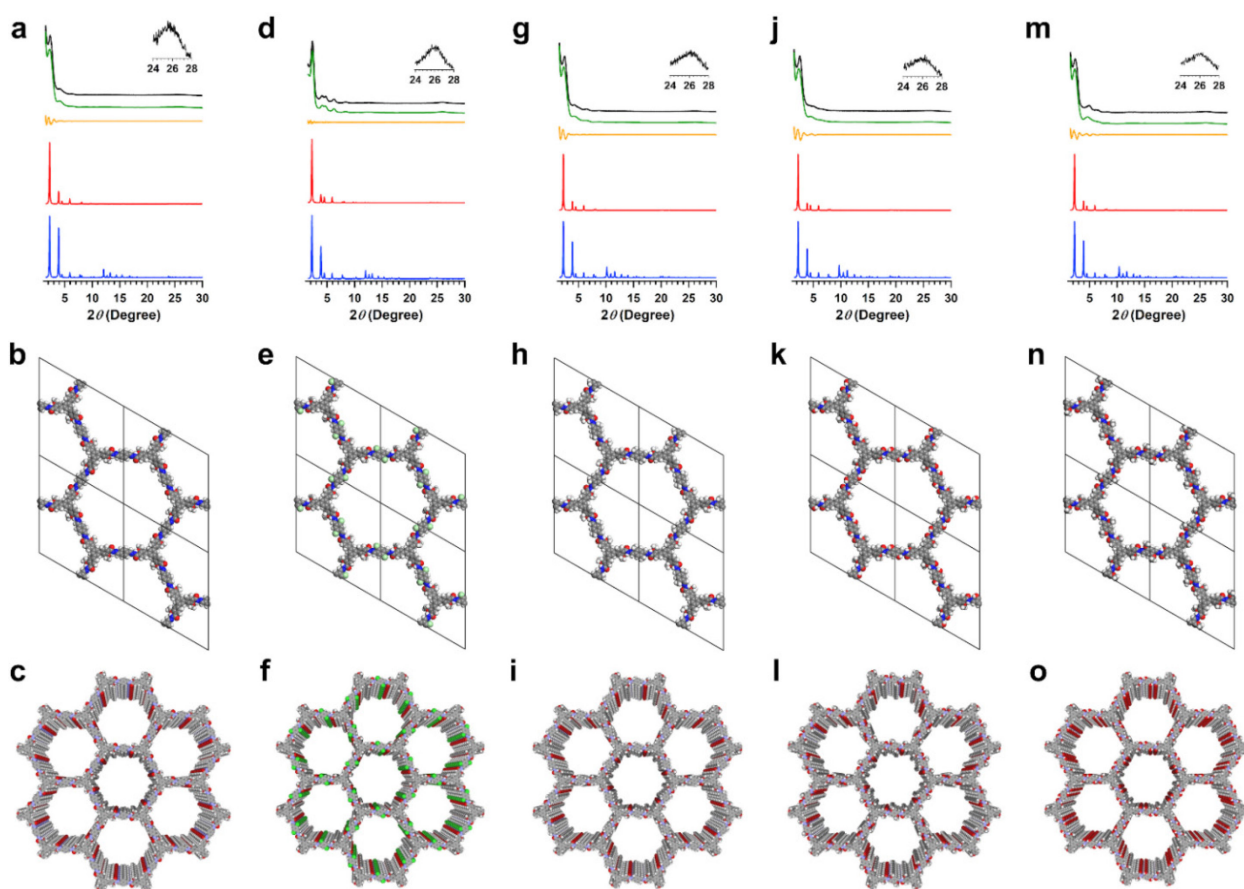 a d g j m
24 26 28 24 26 28 24 26 28 24 26 28 24 26 28
5 10 15 20 25 30 5 10 15 20 25 30 5 10 15 20 25 30 5 10 15 20 25 30 5 10 15 20 25 30
2θ (Degree) 2θ (Degree) 2θ (Degree) 2θ (Degree) 2θ (Degree)
b e h k n
c f i l o